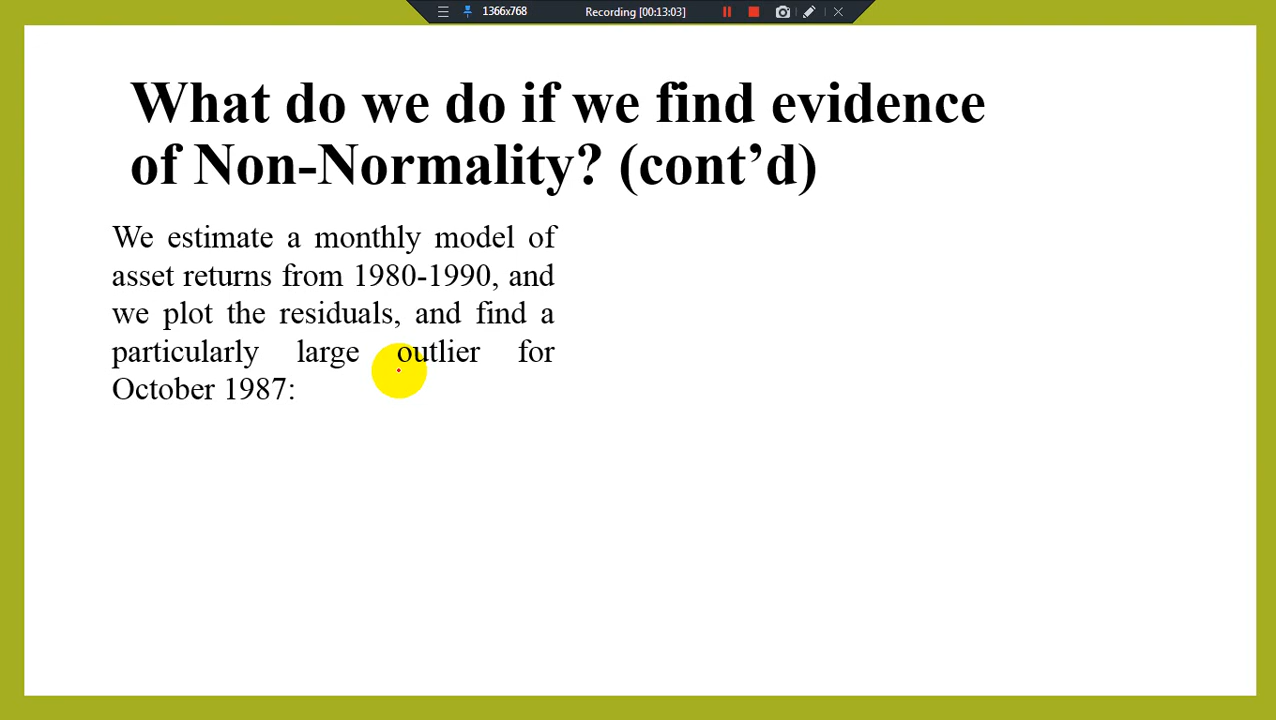 1366x768 Recording [00:13:03]
What do we do if we find evidence
of Non-Normality? (cont’d)
We estimate a monthly model of
asset returns from 1980-1990, and
we plot the residuals, and find a
particularly large outlier for
October 1987: